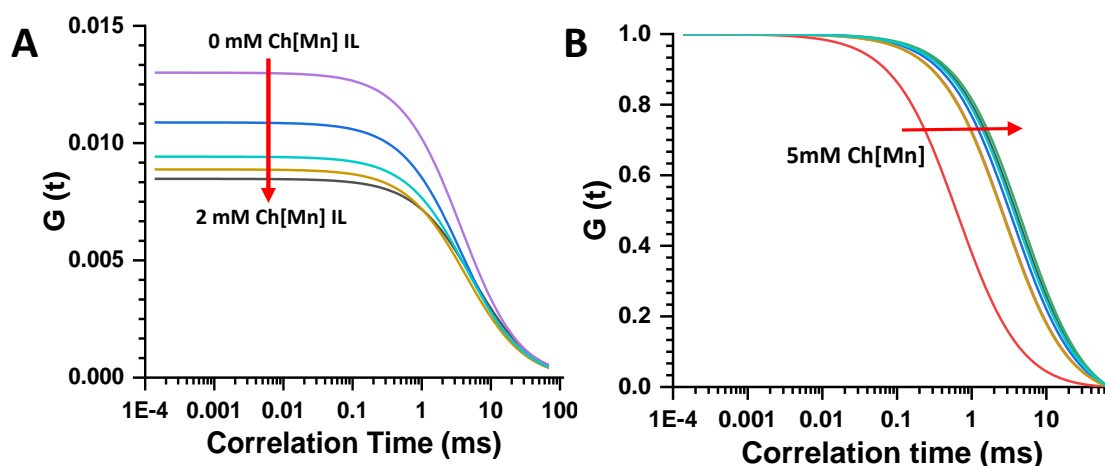 A
0 mM Ch[Mn] IL
2 mM Ch[Mn] IL
G (t)
0.015
0.010
0.005
0.000
1E-4 0.001 0.01 0.1 1 10 100
Correlation Time (ms)
B
5mM Ch[Mn]
G (t)
1.0
0.8
0.6
0.4
0.2
0.0
1E-4 0.001 0.01 0.1 1 10
Correlation time (ms)